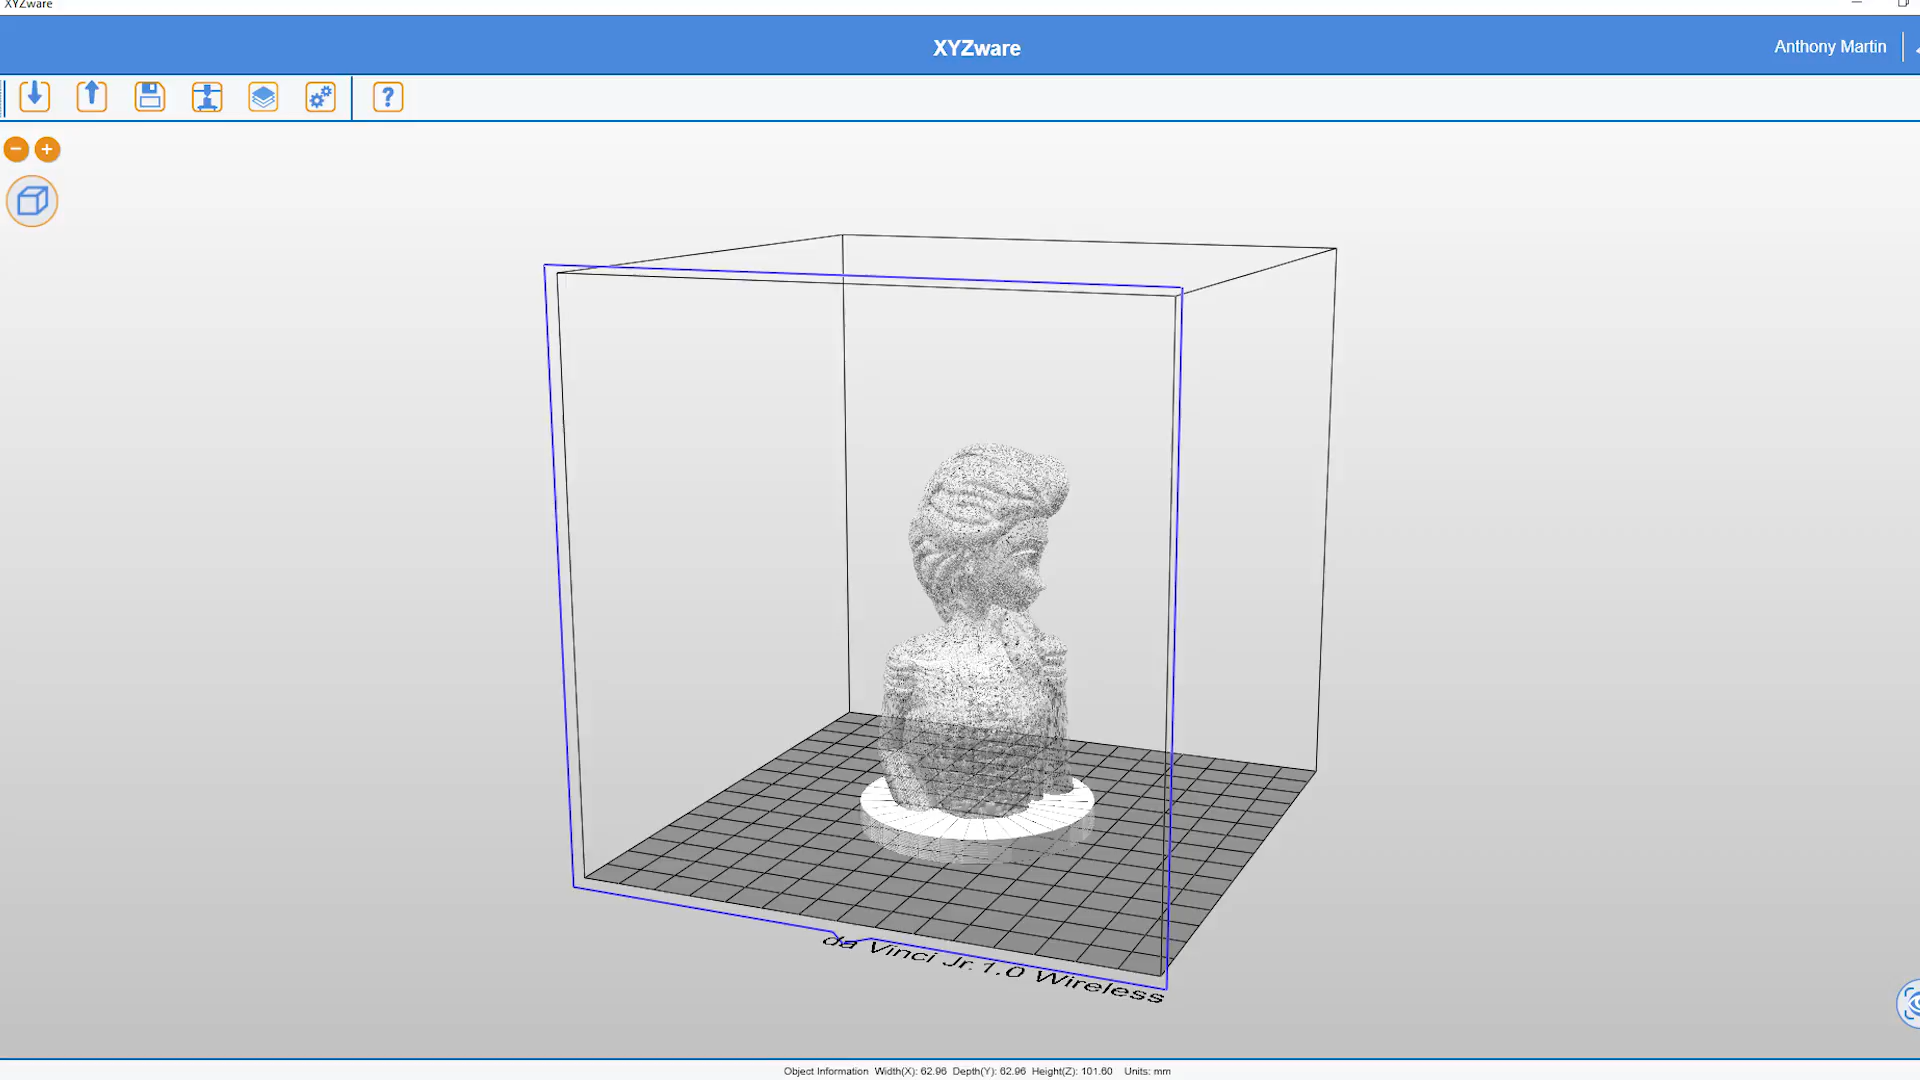 XYZware
XYZware
Anthony Martin
?
da Vinci Jr. 1.0 Wireless
Object Information Width(X): 62.96 Depth(Y): 62.96 Height(Z): 101.60 Units: mm